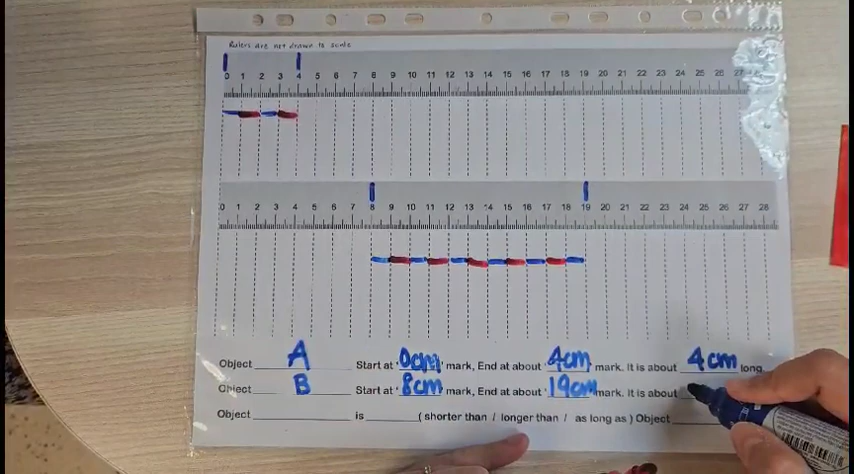 Rulers are not drawn to scale
0 1 2 3 4 5 6 7 8 9 10 11 12 13 14 15 16 17 18 19 20 21 22 23 24 25 26 27
0 1 2 3 4 5 6 7 8 9 10 11 12 13 14 15 16 17 18 19 20 21 22 23 24 25 26 27 28
Object A Start at ' 0cm ' mark, End at about ' 4cm mark. It is about 4cm long
Object B Start at ' 8cm mark, End at about ' 19cm mark. It is about
Object is ( shorter than / longer than / as long as ) Object